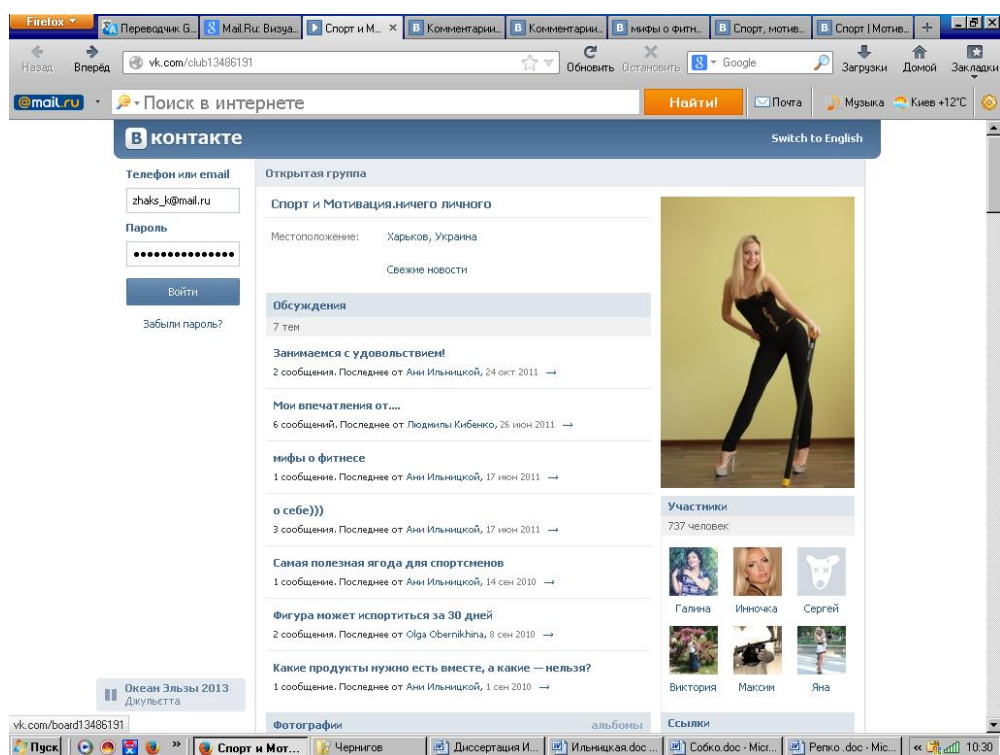 Firefox
Переводчик G...
Mail.Ru: Визуа...
Спорт и М...
Комментарии...
Комментарии...
мифы о фитн...
Спорт, мотив...
Спорт | Мотив...
Назад
Вперёд
vk.com/club13486191
Обновить
Остановить
Google
Загрузки
Домой
Закладки
@mail.ru
Поиск в интернете
Найти!
Почта
Музыка
Киев +12°C
В контакте
Switch to English
Телефон или email
zhaks_k@mail.ru
Пароль
Войти
Забыли пароль?
Открытая группа
Спорт и Мотивация.ничего личного
Местоположение: Харьков, Украина
Свежие новости
Обсуждения
7 тем
Занимаемся с удовольствием!
2 сообщения. Последнее от Ани Ильницкой, 24 окт 2011 →
Мои впечатления от....
6 сообщений. Последнее от Людмилы Кибенко, 26 июн 2011 →
мифы о фитнесе
1 сообщение. Последнее от Ани Ильницкой, 17 июн 2011 →
о себе)))
3 сообщения. Последнее от Ани Ильницкой, 17 июн 2011 →
Самая полезная ягода для спортсменов
1 сообщение. Последнее от Ани Ильницкой, 14 сен 2010 →
Фигура может испортиться за 30 дней
2 сообщения. Последнее от Olga Obernikhina, 8 сен 2010 →
Какие продукты нужно есть вместе, а какие — нельзя?
1 сообщение. Последнее от Ани Ильницкой, 1 сен 2010 →
Фотографии альбомы
Участники
737 человек
Галина Инночка Сергей
Виктория Максим Яна
Ссылки
Океан Эльзы 2013
Джульєтта
vk.com/board13486191
Пуск
Спорт и Мот...
Чернигов
Диссертация И...
Ильницкая.doc ...
Собко.doc - Micr...
Репко .doc - Mic...
10:30